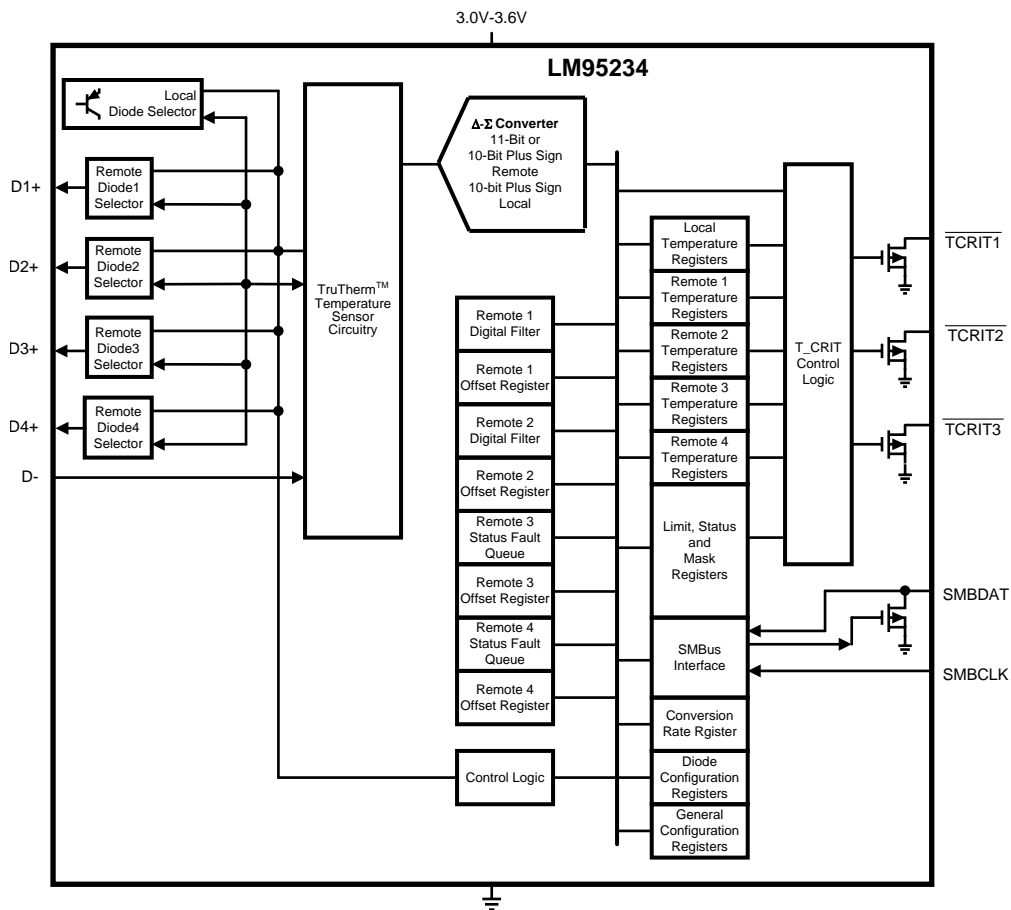 3.0V-3.6V
LM95234
Local
Diode Selector
D1+
Remote
Diode1
Selector
D2+
Remote
Diode2
Selector
D3+
Remote
Diode3
Selector
D4+
Remote
Diode4
Selector
D-
TruTherm™
Temperature
Sensor
Circuitry
Δ-Σ Converter
11-Bit or
10-Bit Plus Sign
Remote
10-bit Plus Sign
Local
Remote 1
Digital Filter
Remote 1
Offset Register
Remote 2
Digital Filter
Remote 2
Offset Register
Remote 3
Status Fault
Queue
Remote 3
Offset Register
Remote 4
Status Fault
Queue
Remote 4
Offset Register
Control Logic
Local
Temperature
Registers
Remote 1
Temperature
Registers
Remote 2
Temperature
Registers
Remote 3
Temperature
Registers
Remote 4
Temperature
Registers
Limit, Status
and
Mask
Registers
SMBus
Interface
Conversion
Rate Rgister
Diode
Configuration
Registers
General
Configuration
Registers
T_CRIT
Control
Logic
TCRIT1
TCRIT2
TCRIT3
SMBDAT
SMBCLK